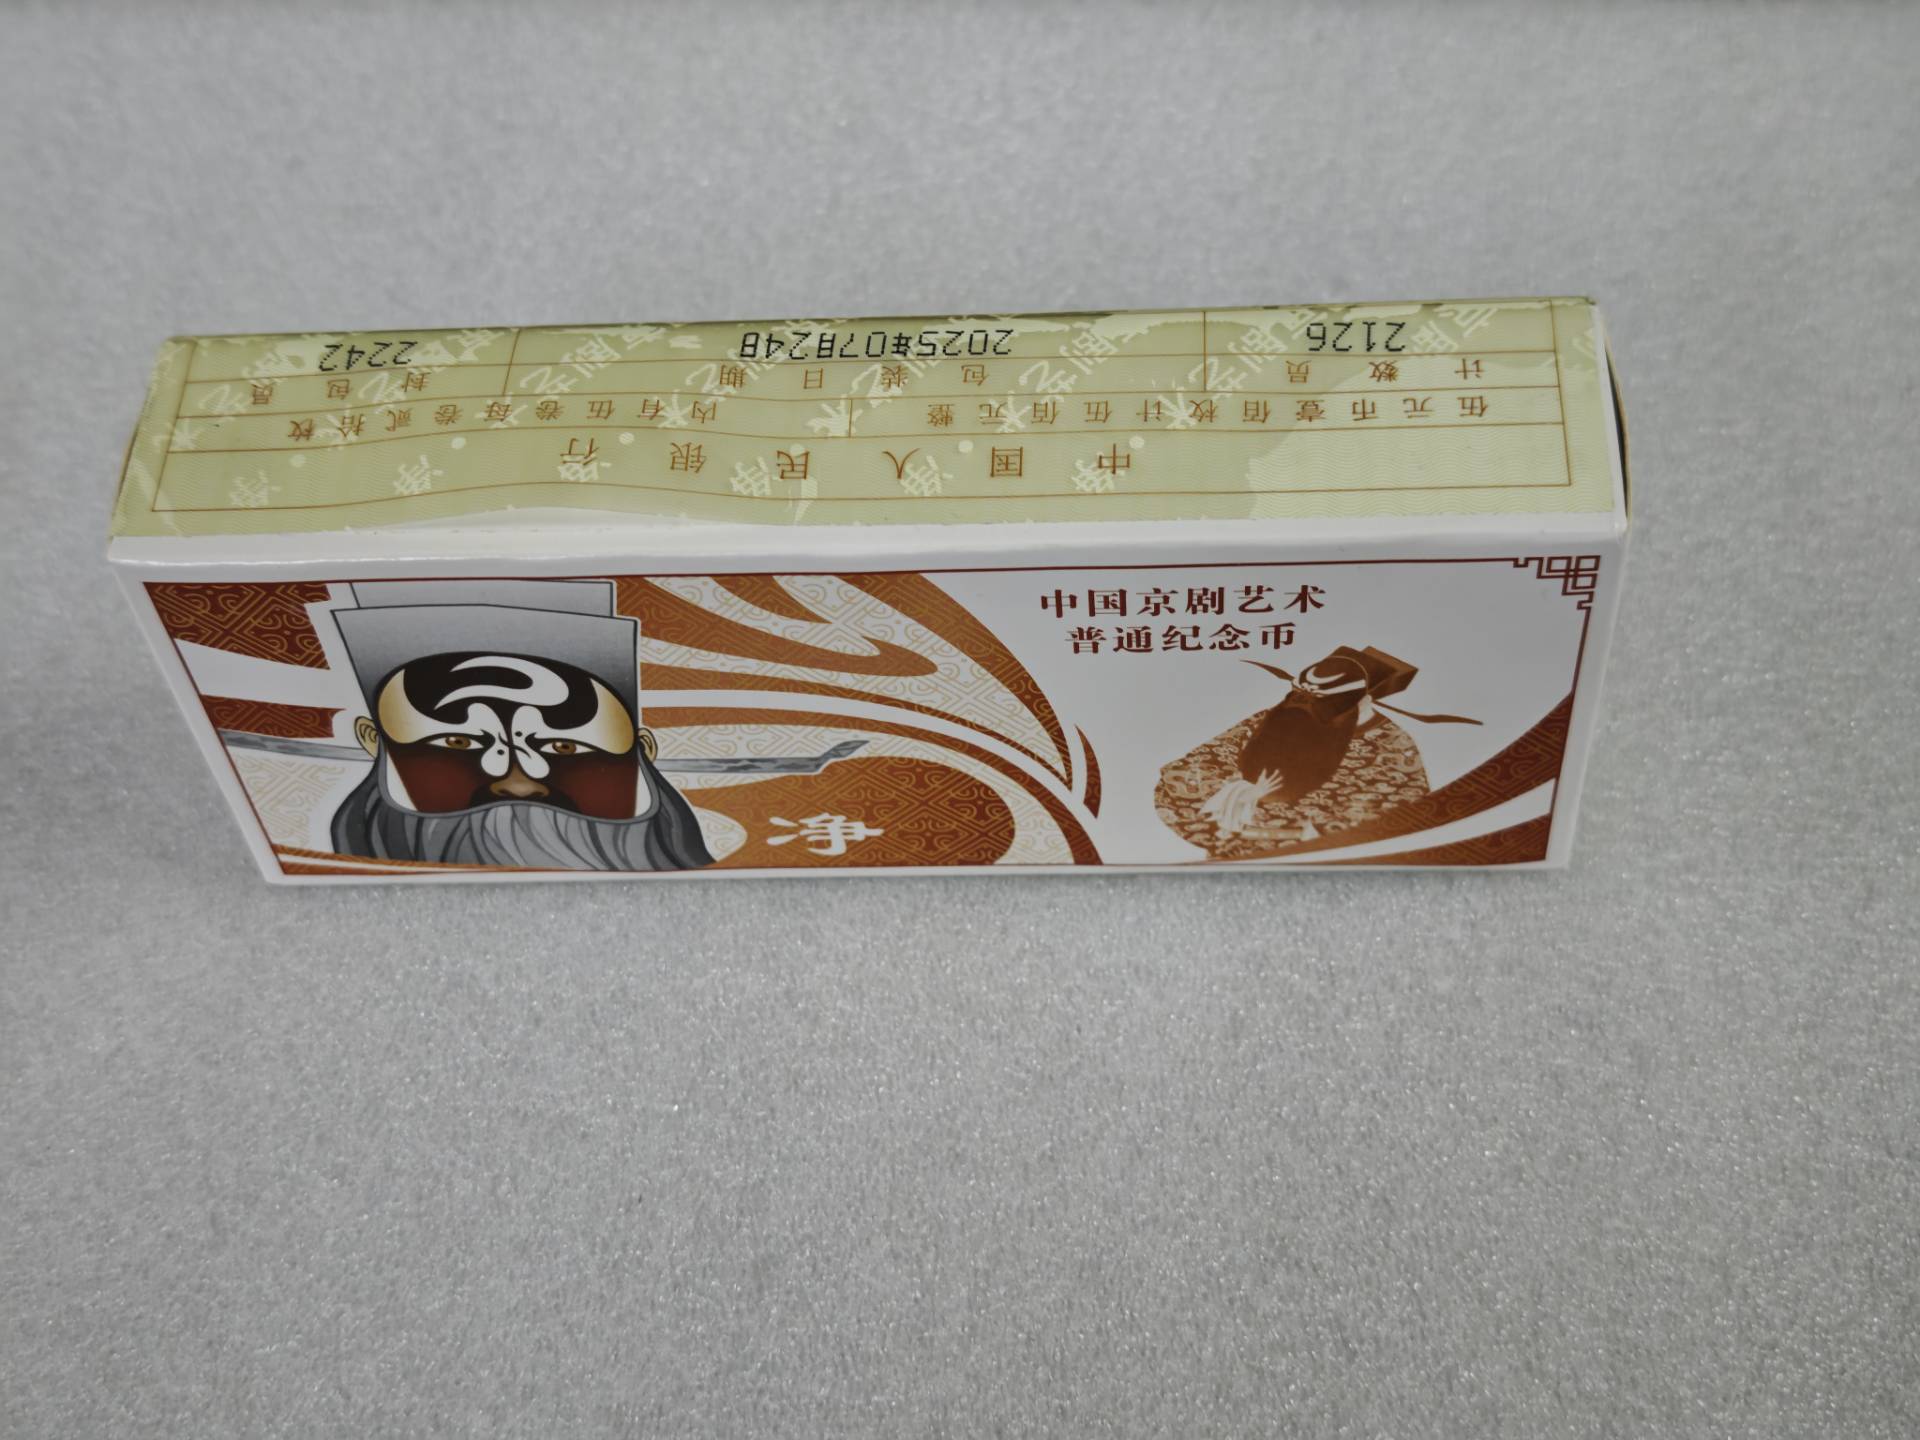 中国人民银行
伍元币壹佰枚计伍佰元整 内有伍卷每卷贰拾枚
计数员 包装日期 封包员
2126 2025年07月24日 2242
中国京剧艺术
普通纪念币
净